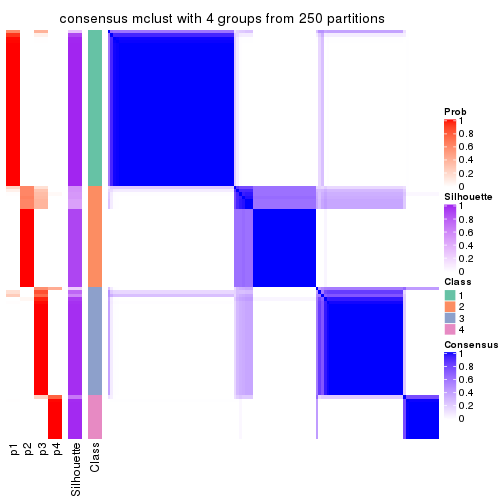 consensus mclust with 4 groups from 250 partitions
Prob
1
0.8
0.6
0.4
0.2
0
Silhouette
1
0.8
0.6
0.4
0.2
0
Class
1
2
3
4
Consensus
1
0.8
0.6
0.4
0.2
0
p1
p2
p3
p4
Silhouette
Class